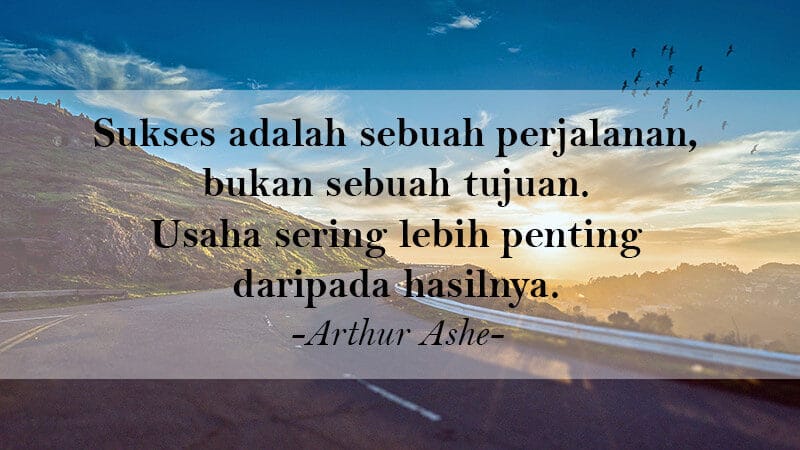 Sukses adalah sebuah perjalanan,
bukan sebuah tujuan.
Usaha sering lebih penting
daripada hasilnya.
-Arthur Ashe-